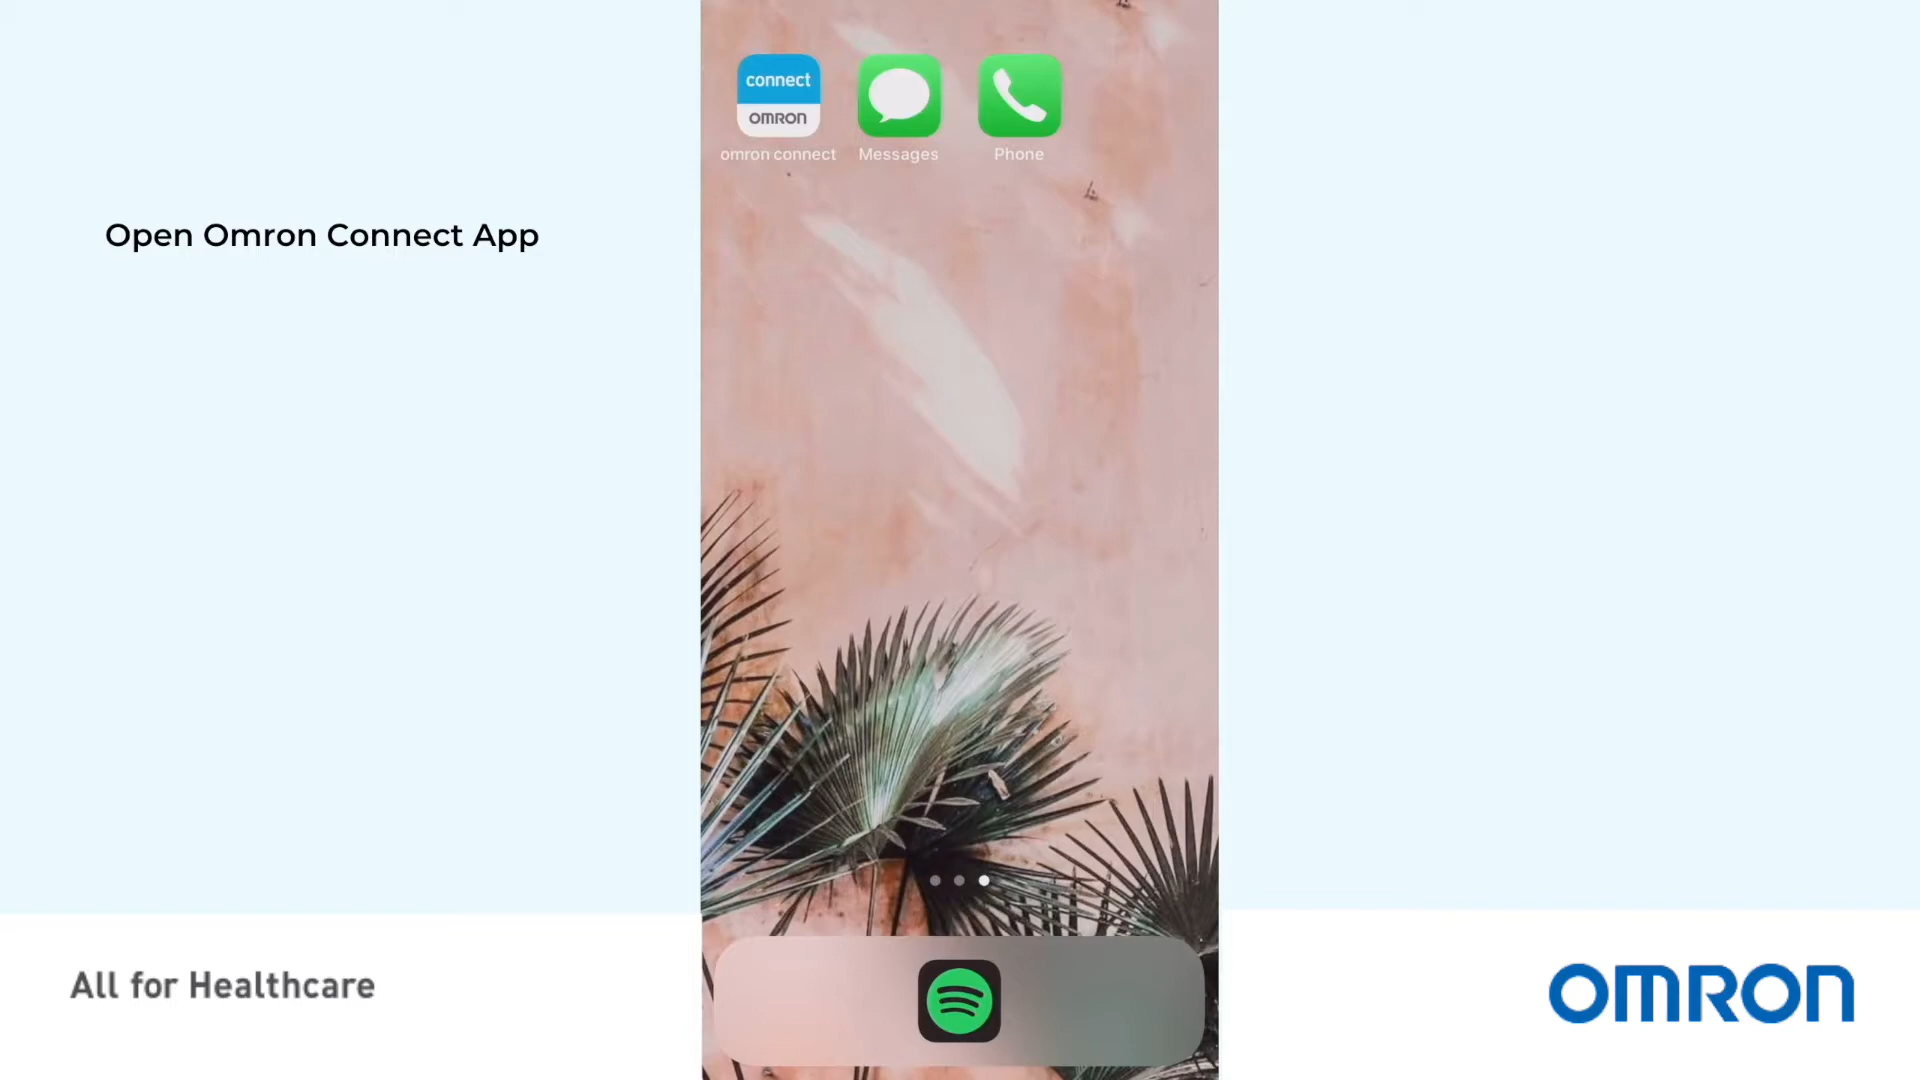 connect
OMRON
omron connect
Messages
Phone
Open Omron Connect App
All for Healthcare
OMRON